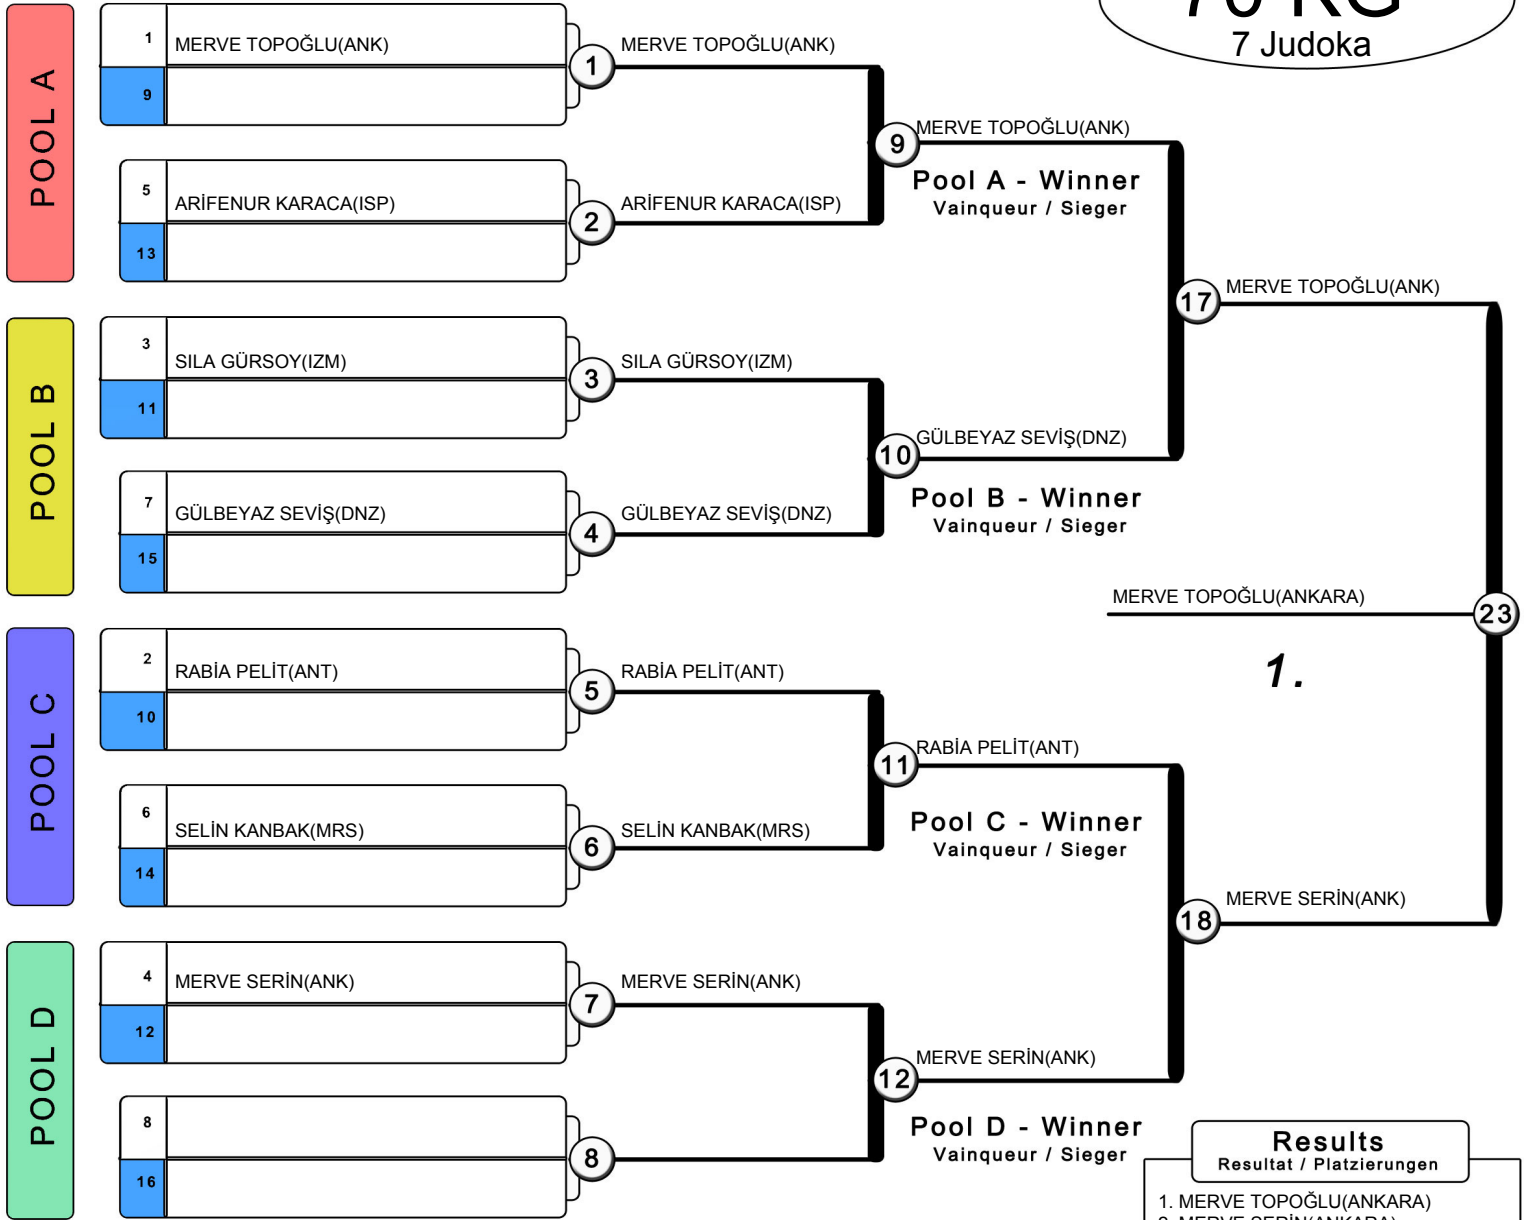 70 KG
7 Judoka
POOL A
1
MERVE TOPOĞLU(ANK)
9
1
MERVE TOPOĞLU(ANK)
5
ARİFENUR KARACA(ISP)
13
2
ARİFENUR KARACA(ISP)
9
MERVE TOPOĞLU(ANK)
Pool A - Winner
Vainqueur / Sieger
POOL B
3
SILA GÜRSOY(IZM)
11
3
SILA GÜRSOY(IZM)
7
GÜLBEYAZ SEVİŞ(DNZ)
15
4
GÜLBEYAZ SEVİŞ(DNZ)
10
GÜLBEYAZ SEVİŞ(DNZ)
Pool B - Winner
Vainqueur / Sieger
17
MERVE TOPOĞLU(ANK)
MERVE TOPOĞLU(ANKARA)
23
1.
POOL C
2
RABİA PELİT(ANT)
10
5
RABİA PELİT(ANT)
6
SELİN KANBAK(MRS)
14
6
SELİN KANBAK(MRS)
11
RABİA PELİT(ANT)
Pool C - Winner
Vainqueur / Sieger
18
MERVE SERİN(ANK)
POOL D
4
MERVE SERİN(ANK)
12
7
MERVE SERİN(ANK)
8
16
8
12
MERVE SERİN(ANK)
Pool D - Winner
Vainqueur / Sieger
Results
Resultat / Platzierungen
1. MERVE TOPOĞLU(ANKARA)
2. MERVE SERİN(ANKARA)